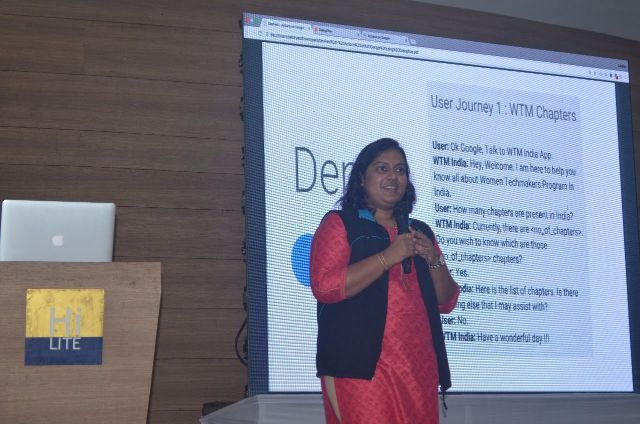 Hi
LITE
Dem
User Journey 1 : WTM Chapters
User: Ok Google, Talk to WTM India App
WTM India: Hey, Welcome. I am here to help you
know all about Women Techmakers Program in
India.
User: How many chapters are present in India?
WTM India: Currently, there are <no_of_chapters>.
Do you wish to know which are those
_of_chapters> chapters?
Yes.
India: Here is the list of chapters. Is there
ing else that I may assist with?
User: No.
WTM India: Have a wonderful day !!!